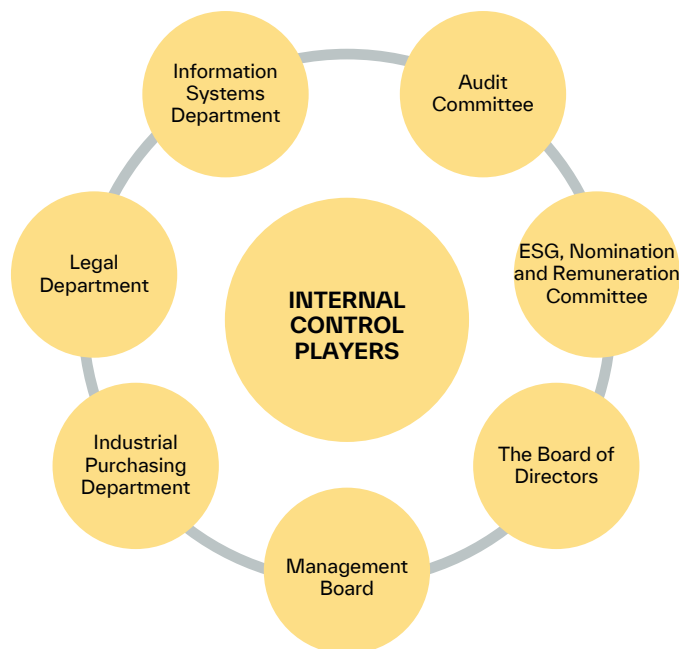 Information
Systems
Department
Audit
Committee
Legal
Department
ESG, Nomination
and Remuneration
Committee
INTERNAL
CONTROL
PLAYERS
Industrial
Purchasing
Department
The Board of
Directors
Management
Board